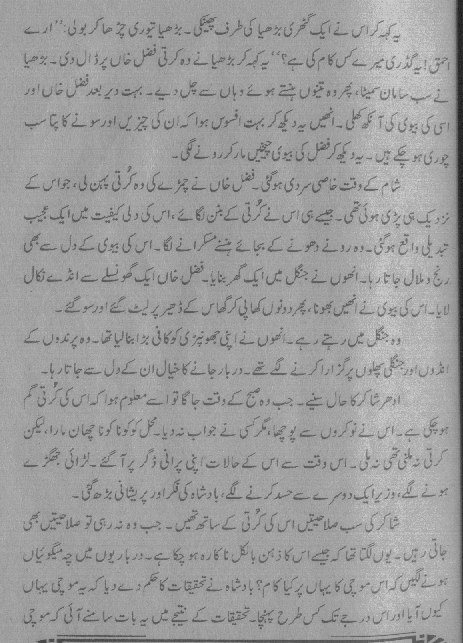 یہ کہہ کر اس نے ایک گٹھری بڑھیا کی طرف پھینکی۔ بڑھیا تیوری چڑھا کر بولی: ”ارے
احمق! یہ گدڑی میرے کس کام کی ہے؟“ یہ کہہ کر بڑھیا نے وہ کرتی فضل خاں پر ڈال دی۔ بڑھیا
نے سب سامان سمیٹا، پھر وہ تینوں ہنستے ہوئے وہاں سے چل دیے۔ بہت دیر بعد فضل خاں اور
اسی کی بیوی کی آنکھ کھلی۔ انھیں یہ دیکھ کر بہت افسوس ہوا کہ ان کی چیزیں اور سونے کا پتا سب
چوری ہو چکے ہیں۔ یہ دیکھ کر فضل کی بیوی چیخیں مار کر رونے لگی۔
شام کے وقت خاصی سردی ہو گئی۔ فضل خاں نے چمڑے کی وہ کُرتی پہن لی، جو اس کے
نزدیک ہی پڑی ہوئی تھی۔ جیسے ہی اس نے کُرتی کے بٹن لگائے، اس کی دلی کیفیت میں ایک عجیب
تبدیلی واقع ہو گئی۔ وہ رونے دھونے کے بجائے ہنسنے مسکرانے لگا۔ اس کی بیوی کے دل سے بھی
رنج و ملال جاتا رہا۔ انھوں نے جنگل میں ایک گھر بنایا۔ فضل خاں ایک گھونسلے سے انڈے نکال
لایا۔ اس کی بیوی نے انھیں بھونا، پھر دونوں کھا پی کر گھاس کے ڈھیر پر لیٹ گئے اور سو گئے۔
وہ جنگل میں رہتے رہے۔ انھوں نے اپنی جھونپڑی کو کافی بڑا بنا لیا تھا۔ وہ پرندوں کے
انڈوں اور جنگلی پھلوں پر گزارا کرنے لگے تھے۔ دربار جانے کا خیال ان کے دل سے جاتا رہا۔
ادھر شاکر کا حال سنیے۔ جب وہ صبح کے وقت جاگا تو اسے معلوم ہوا کہ اس کی کُرتی گم
ہو چکی ہے۔ اس نے نوکروں سے پوچھا، مگر کسی نے جواب نہ دیا۔ محل کو کونا کونا چھان مارا، لیکن
کرتی نہ ملنی تھی نہ ملی۔ اس وقت سے اس کے حالات اپنی پرانی ڈگر پر آ گئے۔ لڑائی جھگڑے
ہونے لگے، وزیر ایک دوسرے سے حسد کرنے لگے، بادشاہ کی فکر اور پریشانی بڑھ گئی۔
شاکر کی سب صلاحیتیں اس کی کُرتی کے ساتھ تھیں۔ جب وہ نہ رہی تو صلاحیتیں بھی
جاتی رہیں۔ یوں لگتا تھا کہ جیسے اس کا ذہن بالکل ناکارہ ہو چکا ہے۔ درباریوں میں چہ میگوئیاں
ہونے لگیں کہ اس موچی کا یہاں پر کیا کام؟ بادشاہ نے تحقیقات کا حکم دے دیا کہ یہ موچی یہاں
کیوں آیا اور اس درجے تک کس طرح پہنچا۔ تحقیقات کے نتیجے میں یہ بات سامنے آئی کہ موچی